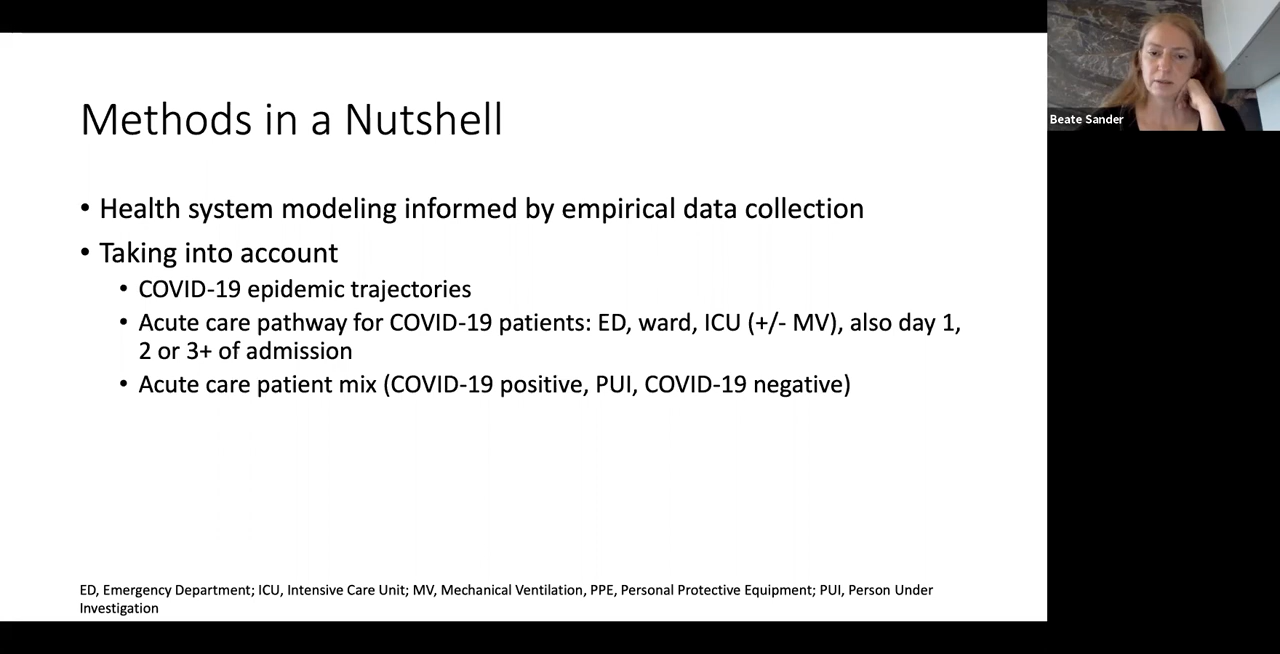 Methods in a Nutshell
• Health system modeling informed by empirical data collection
• Taking into account
• COVID-19 epidemic trajectories
• Acute care pathway for COVID-19 patients: ED, ward, ICU (+/- MV), also day 1,
2 or 3+ of admission
• Acute care patient mix (COVID-19 positive, PUI, COVID-19 negative)
ED, Emergency Department; ICU, Intensive Care Unit; MV, Mechanical Ventilation, PPE, Personal Protective Equipment; PUI, Person Under
Investigation
Beate Sander